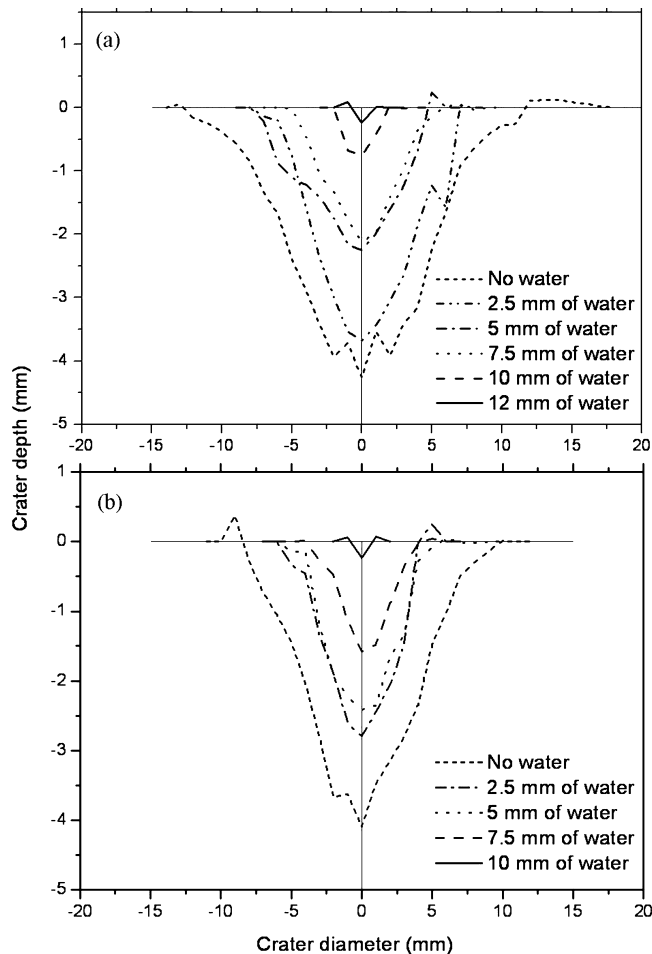 (a)
1
0
-1
-2
-3
-4
-5
-20 -15 -10 -5 0 5 10 15 20
No water
2.5 mm of water
5 mm of water
7.5 mm of water
10 mm of water
12 mm of water
Crater depth (mm)
(b)
1
0
-1
-2
-3
-4
-5
No water
2.5 mm of water
5 mm of water
7.5 mm of water
10 mm of water
-20 -15 -10 -5 0 5 10 15 20
Crater diameter (mm)